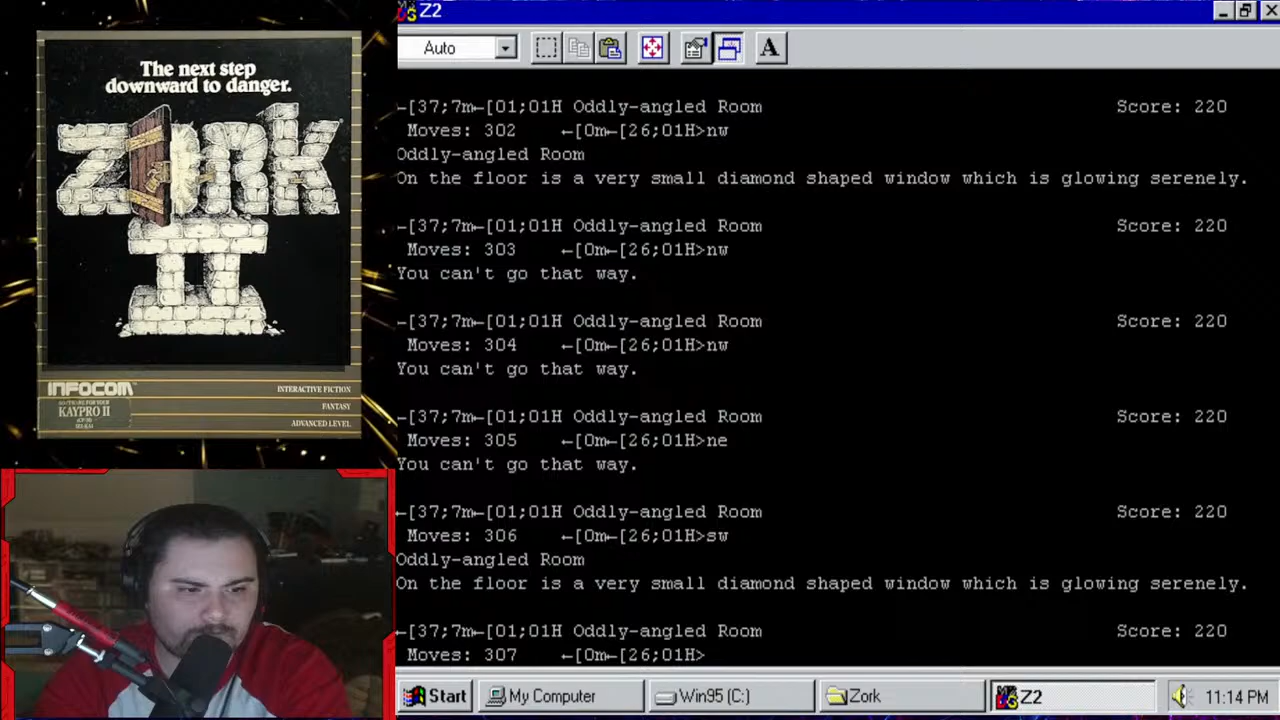 The next step
downward to danger.
ZORK
II
INFOCOM
KAYPRO II
INTERACTIVE FICTION
FANTASY
ADVANCED LEVEL
Z2
Auto
A
←[37;7m←[01;01H Oddly-angled Room Score: 220
Moves: 302 ←[0m←[26;01H>nw
Oddly-angled Room
On the floor is a very small diamond shaped window which is glowing serenely.
←[37;7m←[01;01H Oddly-angled Room Score: 220
Moves: 303 ←[0m←[26;01H>nw
You can't go that way.
←[37;7m←[01;01H Oddly-angled Room Score: 220
Moves: 304 ←[0m←[26;01H>nw
You can't go that way.
←[37;7m←[01;01H Oddly-angled Room Score: 220
Moves: 305 ←[0m←[26;01H>ne
You can't go that way.
←[37;7m←[01;01H Oddly-angled Room Score: 220
Moves: 306 ←[0m←[26;01H>sw
Oddly-angled Room
On the floor is a very small diamond shaped window which is glowing serenely.
←[37;7m←[01;01H Oddly-angled Room Score: 220
Moves: 307 ←[0m←[26;01H>
Start My Computer Win95 (C:) Zork Z2 11:14 PM